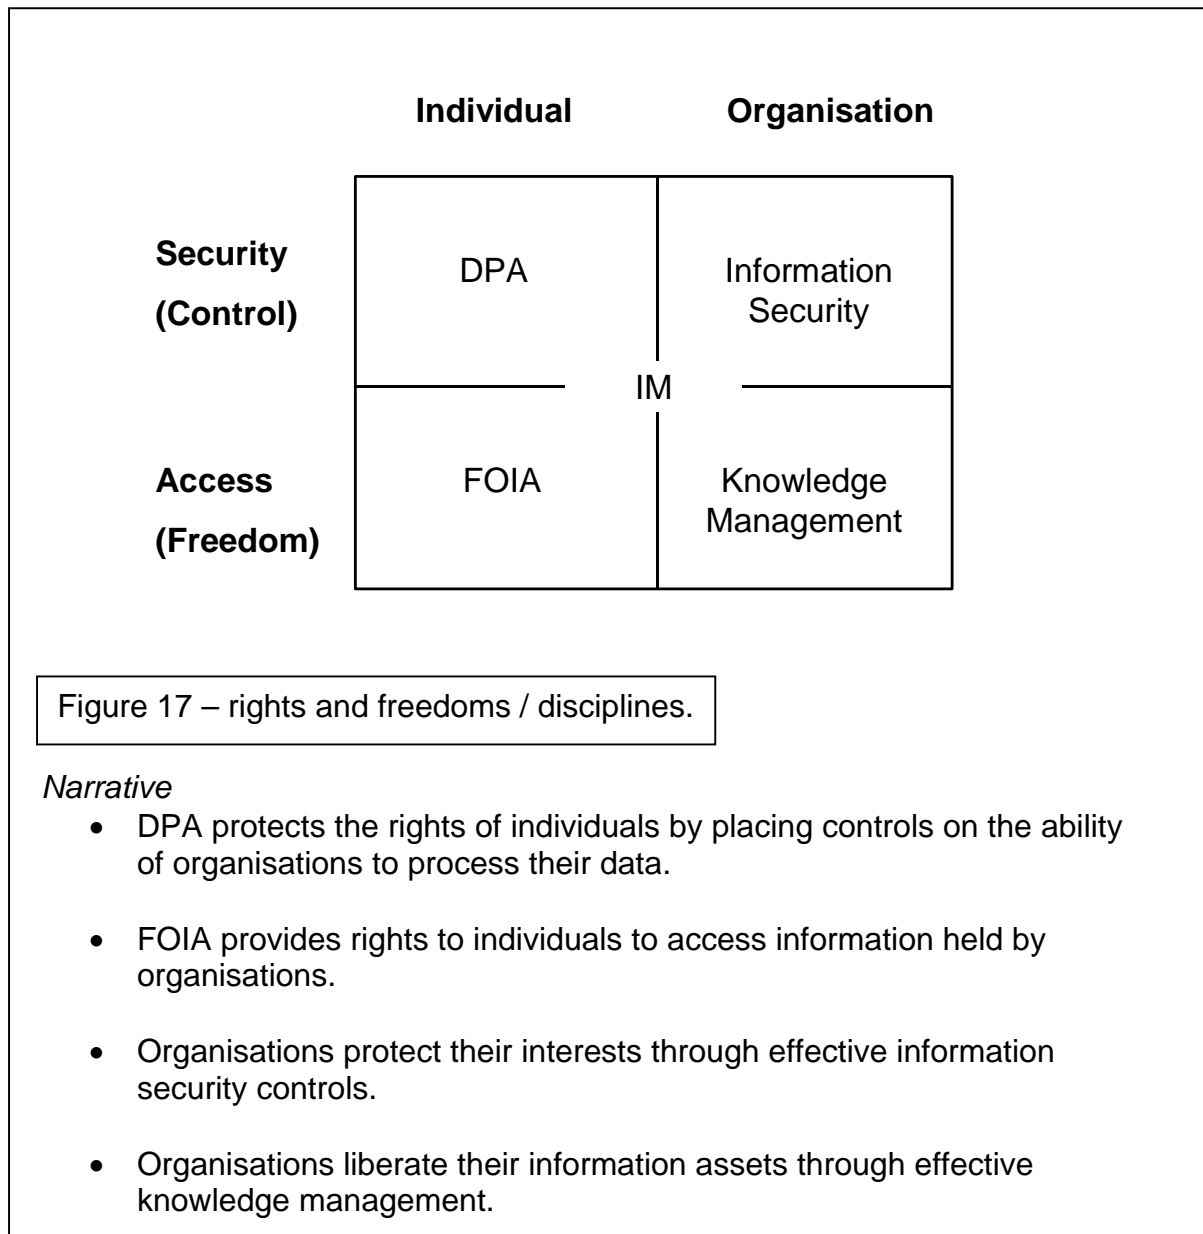 Individual Organisation
Security
(Control)
DPA
Information
Security
IM
Access
(Freedom)
FOIA
Knowledge
Management
Figure 17 – rights and freedoms / disciplines.
Narrative
• DPA protects the rights of individuals by placing controls on the ability
of organisations to process their data.
• FOIA provides rights to individuals to access information held by
organisations.
• Organisations protect their interests through effective information
security controls.
• Organisations liberate their information assets through effective
knowledge management.